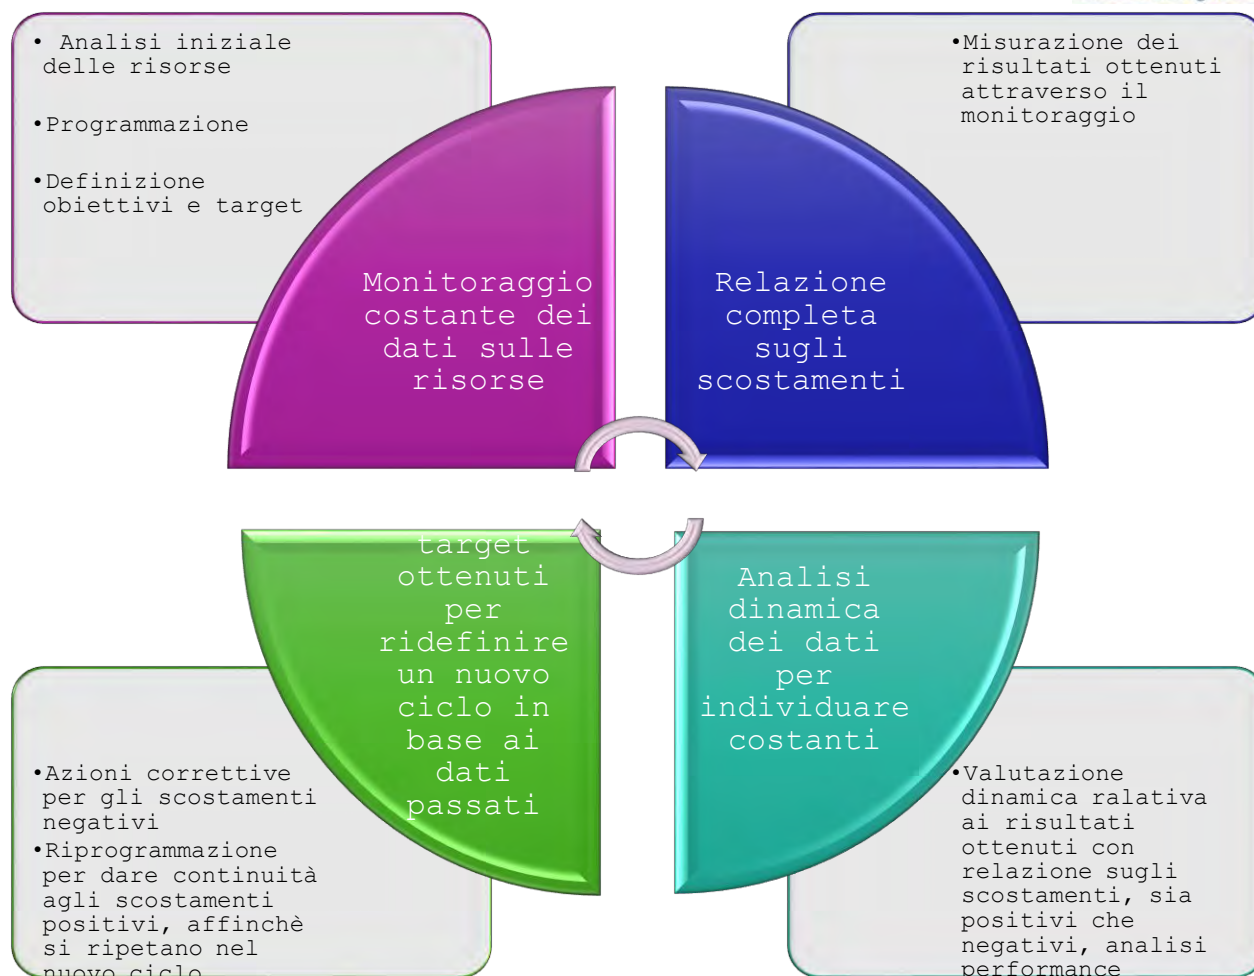 • Analisi iniziale
delle risorse
•Programmazione
•Definizione
obiettivi e target
•Misurazione dei
risultati ottenuti
attraverso il
monitoraggio
Monitoraggio
costante dei
dati sulle
risorse
Relazione
completa
sugli
scostamenti
target
ottenuti
per
ridefinire
un nuovo
ciclo in
base ai
dati
passati
Analisi
dinamica
dei dati
per
individuare
costanti
•Azioni correttive
per gli scostamenti
negativi
•Riprogrammazione
per dare continuità
agli scostamenti
positivi, affinchè
si ripetano nel
nuovo ciclo
•Valutazione
dinamica ralativa
ai risultati
ottenuti con
relazione sugli
scostamenti, sia
positivi che
negativi, analisi
performance